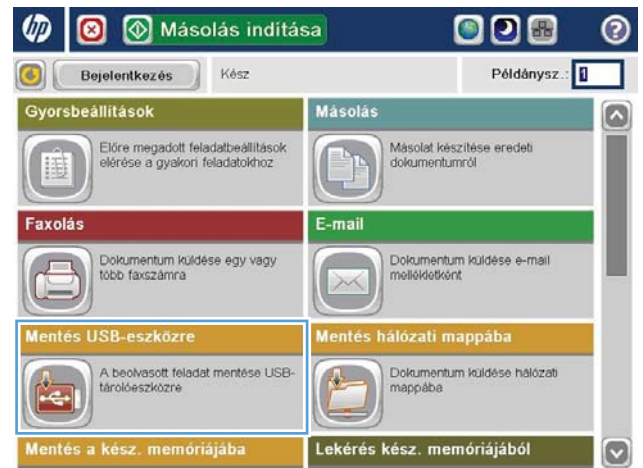 hp
Másolás indítása
?
Bejelentkezés
Kész
Példánysz.: 1
Gyorsbeállítások
Előre megadott feladatbeállítások
elérése a gyakori feladatokhoz
Másolás
Másolat készítése eredeti
dokumentumról
Faxolás
Dokumentum küldése egy vagy
több faxszámra
E-mail
Dokumentum küldése e-mail
mellékletként
Mentés USB-eszközre
A beolvasott feladat mentése USB-
tárolóeszközre
Mentés hálózati mappába
Dokumentum küldése hálózati
mappába
Mentés a kész. memóriájába
Lekérés kész. memóriájából